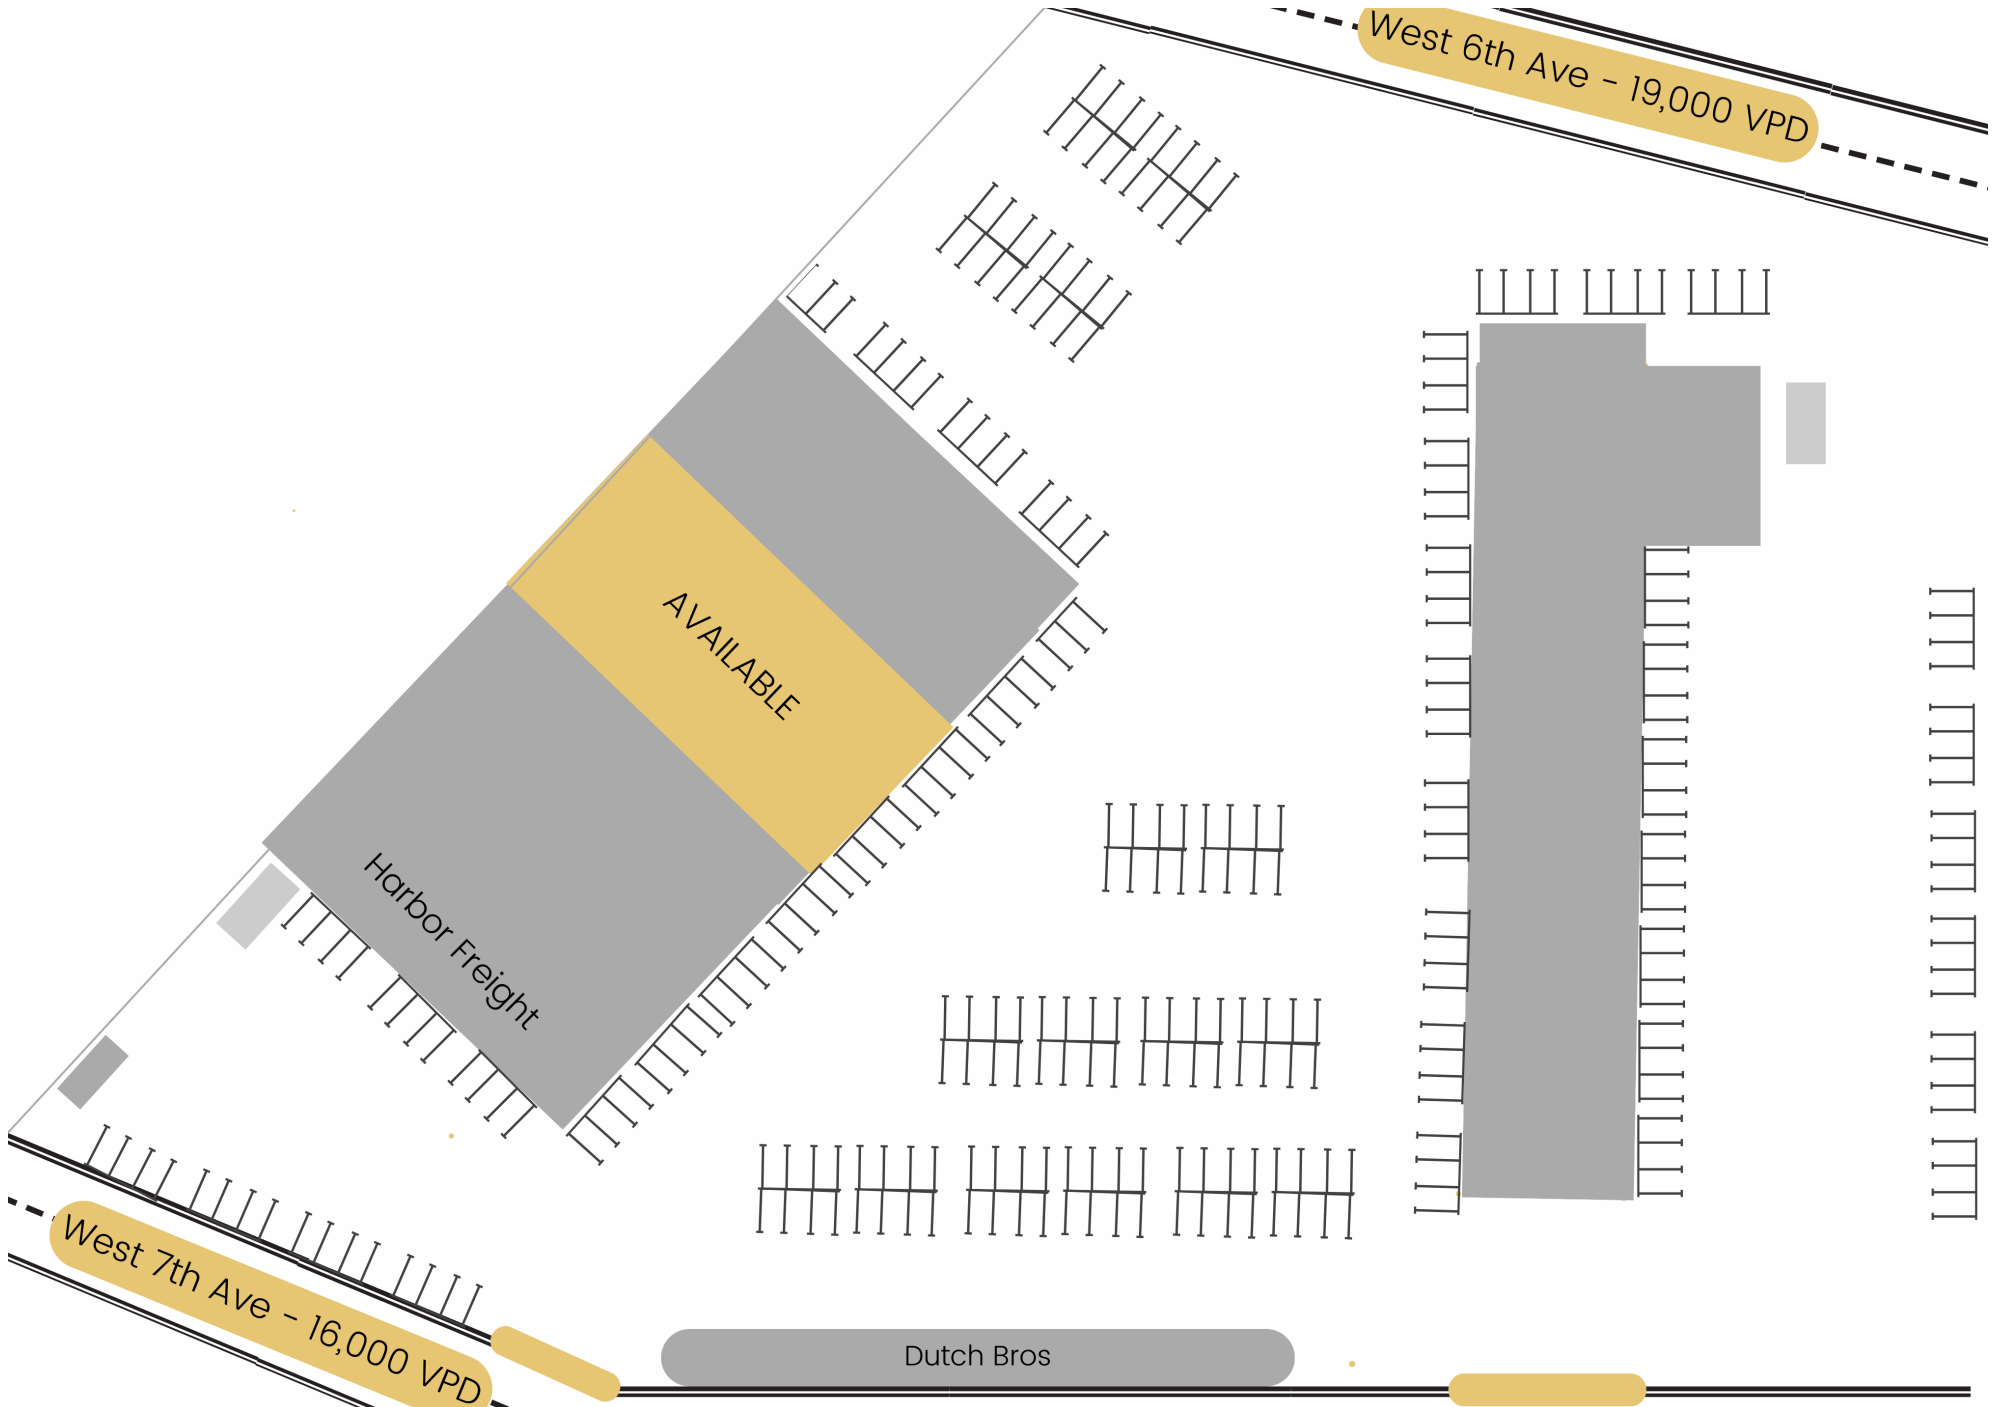 West 6th Ave - 19,000 VPD
AVAILABLE
Harbor Freight
West 7th Ave - 16,000 VPD
Dutch Bros